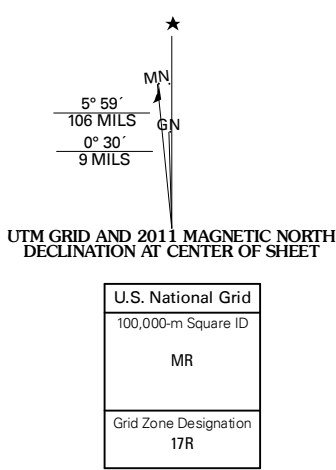 ★
MN
5° 59´
106 MILS
GN
0° 30´
9 MILS
UTM GRID AND 2011 MAGNETIC NORTH
DECLINATION AT CENTER OF SHEET
U.S. National Grid
100,000-m Square ID
MR
Grid Zone Designation
17R